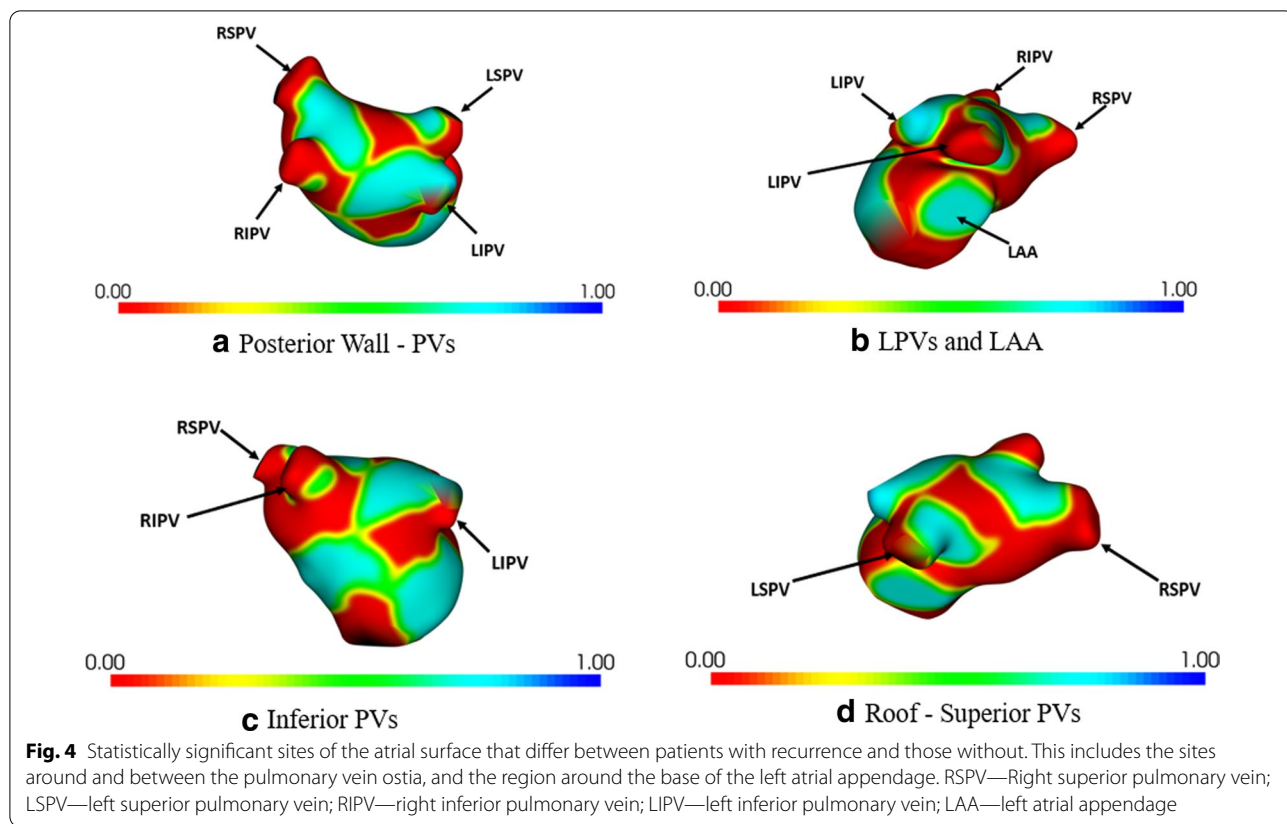 RSPV
LSPV
RIPV
LIPV
0.00 1.00
a Posterior Wall - PVs
RIPV
LIPV
RSPV
LIPV
LAA
0.00 1.00
b LPVs and LAA
RSPV
RIPV
LIPV
0.00 1.00
c Inferior PVs
LSPV
RSPV
0.00 1.00
d Roof - Superior PVs
Fig. 4 Statistically significant sites of the atrial surface that differ between patients with recurrence and those without. This includes the sites
around and between the pulmonary vein ostia, and the region around the base of the left atrial appendage. RSPV—Right superior pulmonary vein;
LSPV—left superior pulmonary vein; RIPV—right inferior pulmonary vein; LIPV—left inferior pulmonary vein; LAA—left atrial appendage